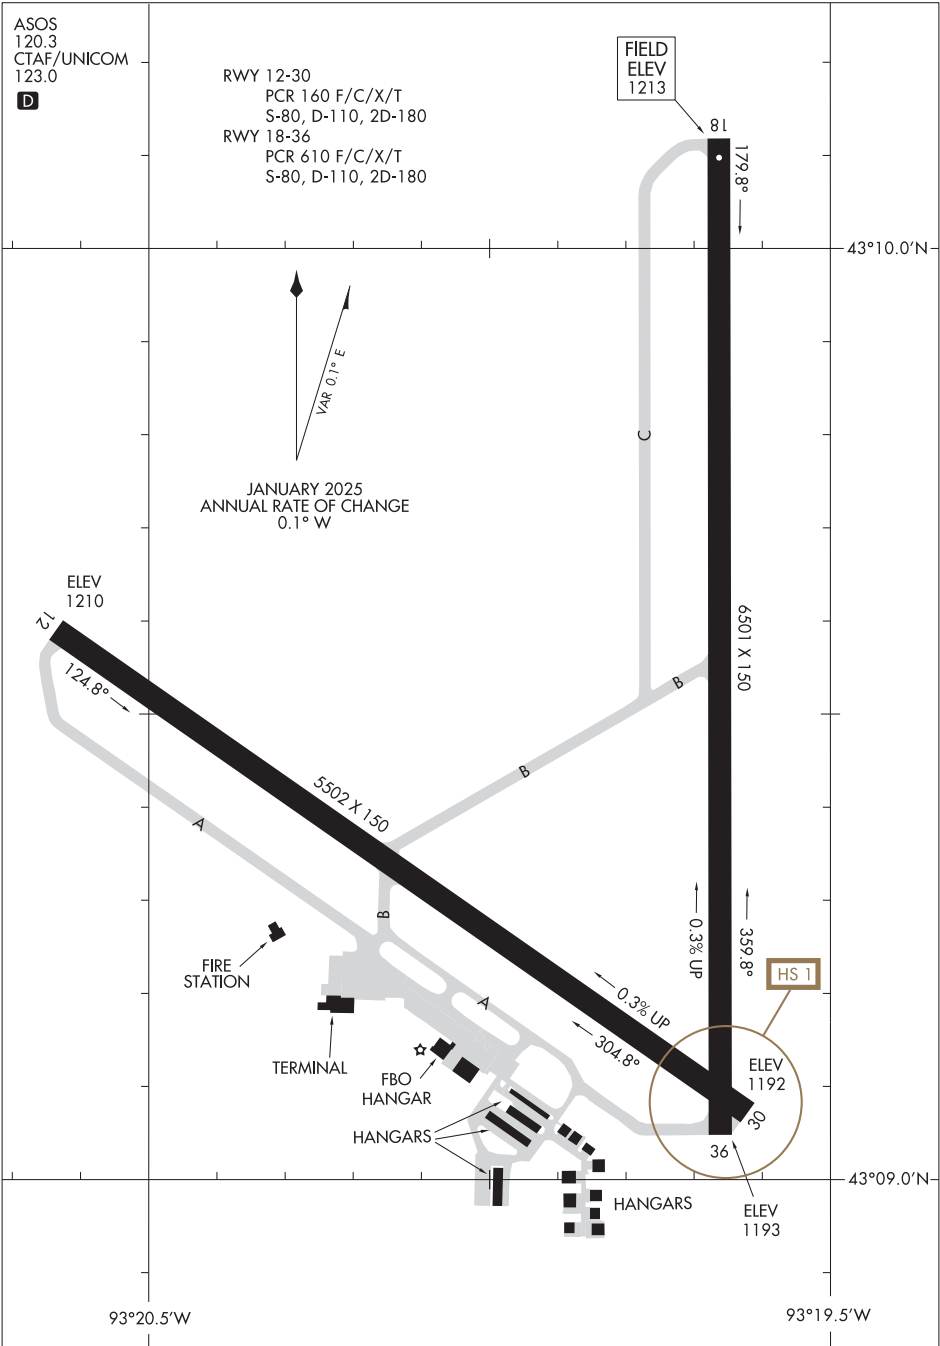 ASOS
120.3
CTAF/UNICOM
123.0
D
RWY 12-30
PCR 160 F/C/X/T
S-80, D-110, 2D-180
RWY 18-36
PCR 610 F/C/X/T
S-80, D-110, 2D-180
FIELD
ELEV
1213
18
179.8°
43°10.0'N
VAR 0.1° E
JANUARY 2025
ANNUAL RATE OF CHANGE
0.1° W
C
ELEV
1210
12
124.8°
6501 X 150
B
B
5502 X 150
A
B
0.3% UP
359.8°
FIRE
STATION
HS 1
A
0.3% UP
304.8°
TERMINAL
FBO
HANGAR
ELEV
1192
30
HANGARS
36
43°09.0'N
HANGARS
ELEV
1193
93°20.5'W
93°19.5'W